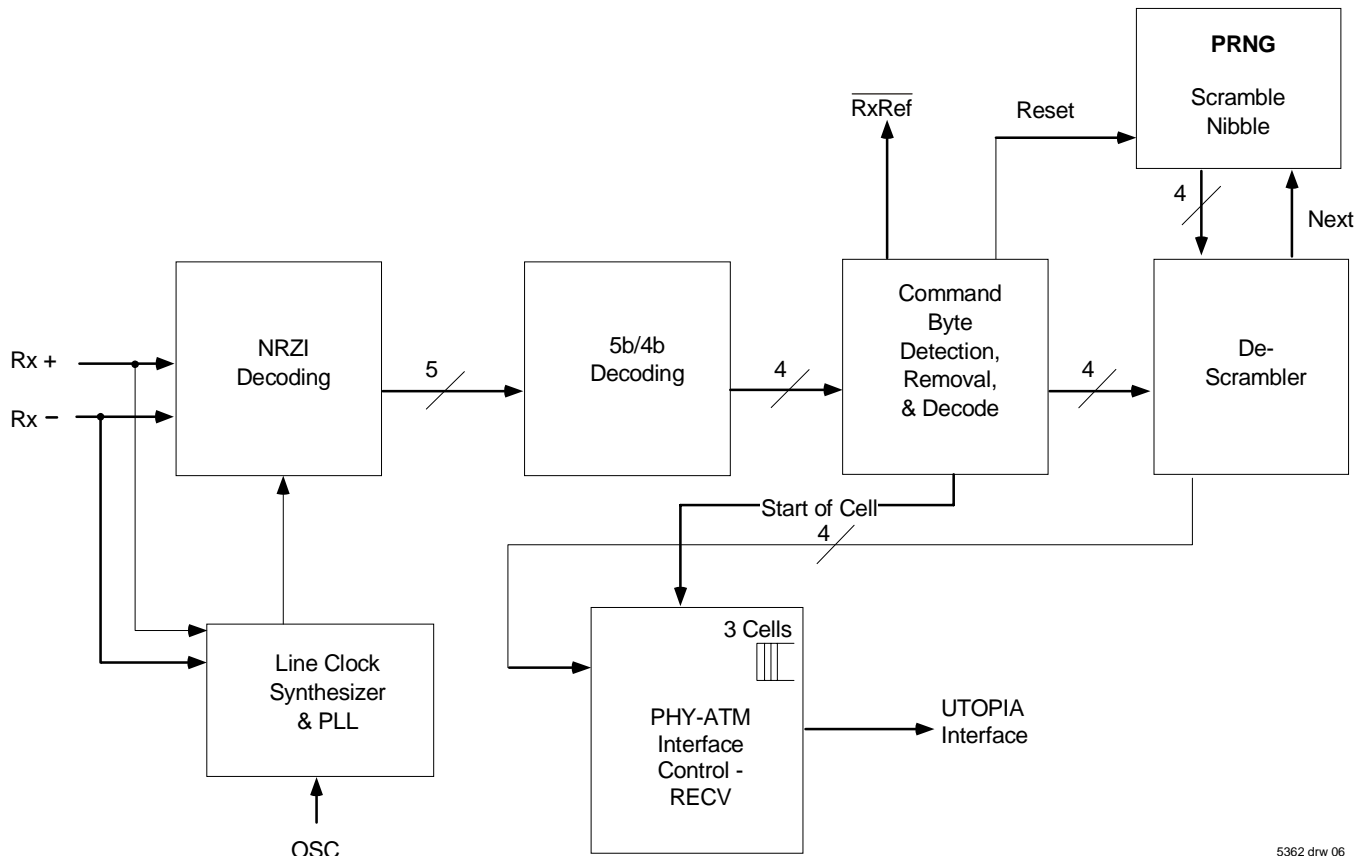 PRNG
Scramble
Nibble
RxRef
Reset
4
Next
NRZI
Decoding
5b/4b
Decoding
Command
Byte
Detection,
Removal,
& Decode
De-
Scrambler
Rx +
Rx −
5
4
4
Start of Cell
4
Line Clock
Synthesizer
& PLL
OSC
3 Cells
PHY-ATM
Interface
Control -
RECV
UTOPIA
Interface
5362 drw 06